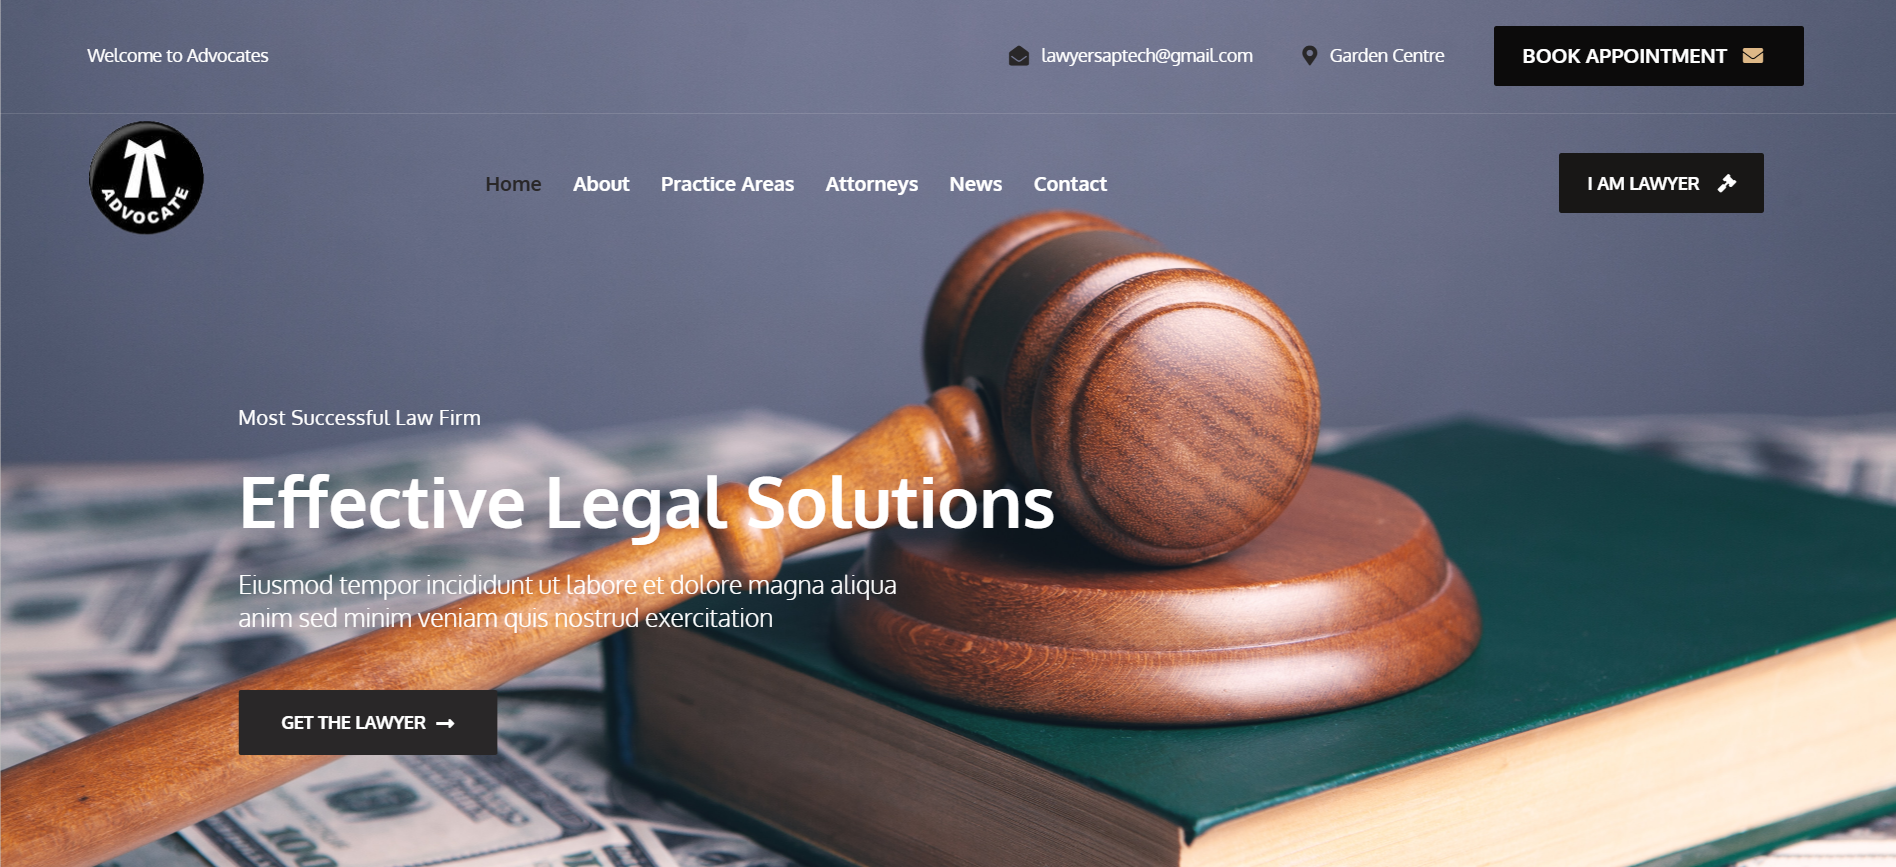 Welcome to Advocates
lawyersaptech@gmail.com
Garden Centre
BOOK APPOINTMENT
ADVOCATE
Home
About
Practice Areas
Attorneys
News
Contact
I AM LAWYER
Most Successful Law Firm
Effective Legal Solutions
Eiusmod tempor incididunt ut labore et dolore magna aliqua
anim sed minim veniam quis nostrud exercitation
GET THE LAWYER
100